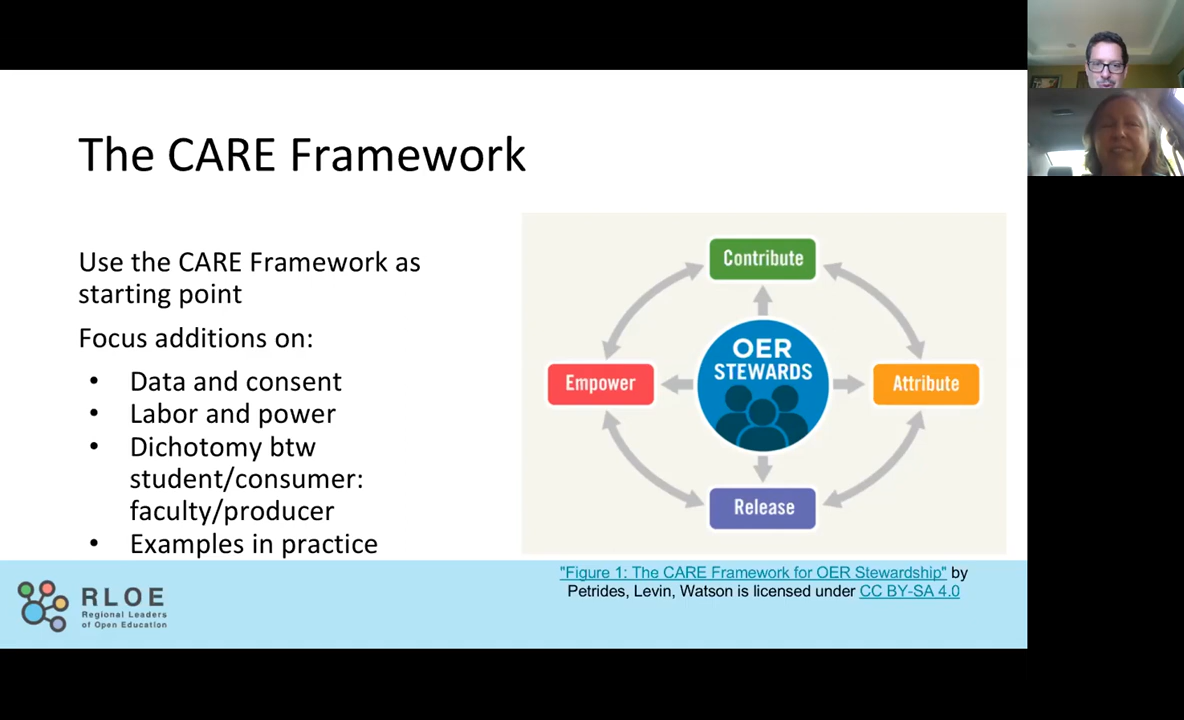 The CARE Framework
Use the CARE Framework as
starting point
Focus additions on:
• Data and consent
• Labor and power
• Dichotomy btw
student/consumer:
faculty/producer
• Examples in practice
Contribute
OER
STEWARDS
Empower
Attribute
Release
"Figure 1: The CARE Framework for OER Stewardship" by
Petrides, Levin, Watson is licensed under CC BY-SA 4.0
RLOE
Regional Leaders
of Open Education